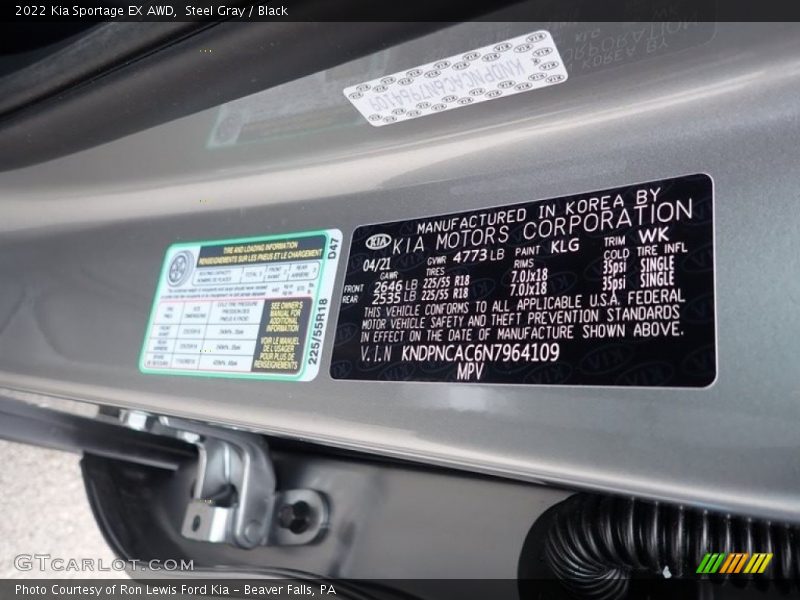 2022 Kia Sportage EX AWD,  Steel Gray / Black
KNDPNCAC6N7964109
TIRE AND LOADING INFORMATION
RENSEIGNEMENTS SUR LES PNEUS ET LE CHARGEMENT
D47
SEE OWNER'S
MANUAL FOR
ADDITIONAL
INFORMATION
VOIR LE MANUEL
DE L'USAGER
POUR PLUS DE
RENSEIGNEMENTS
225/55R18
MANUFACTURED IN KOREA BY
KIA KIA MOTORS CORPORATION
04/21 GVWR 4773 LB PAINT KLG TRIM WK
GAWR TIRES RIMS COLD TIRE INFL
FRONT 2646 LB 225/55 R18 7.0Jx18 35psi SINGLE
REAR 2535 LB 225/55 R18 7.0Jx18 35psi SINGLE
THIS VEHICLE CONFORMS TO ALL APPLICABLE U.S.A. FEDERAL
MOTOR VEHICLE SAFETY AND THEFT PREVENTION STANDARDS
IN EFFECT ON THE DATE OF MANUFACTURE SHOWN ABOVE.
V.I.N KNDPNCAC6N7964109
MPV
GTCARLOT.COM
Photo Courtesy of Ron Lewis Ford Kia - Beaver Falls, PA